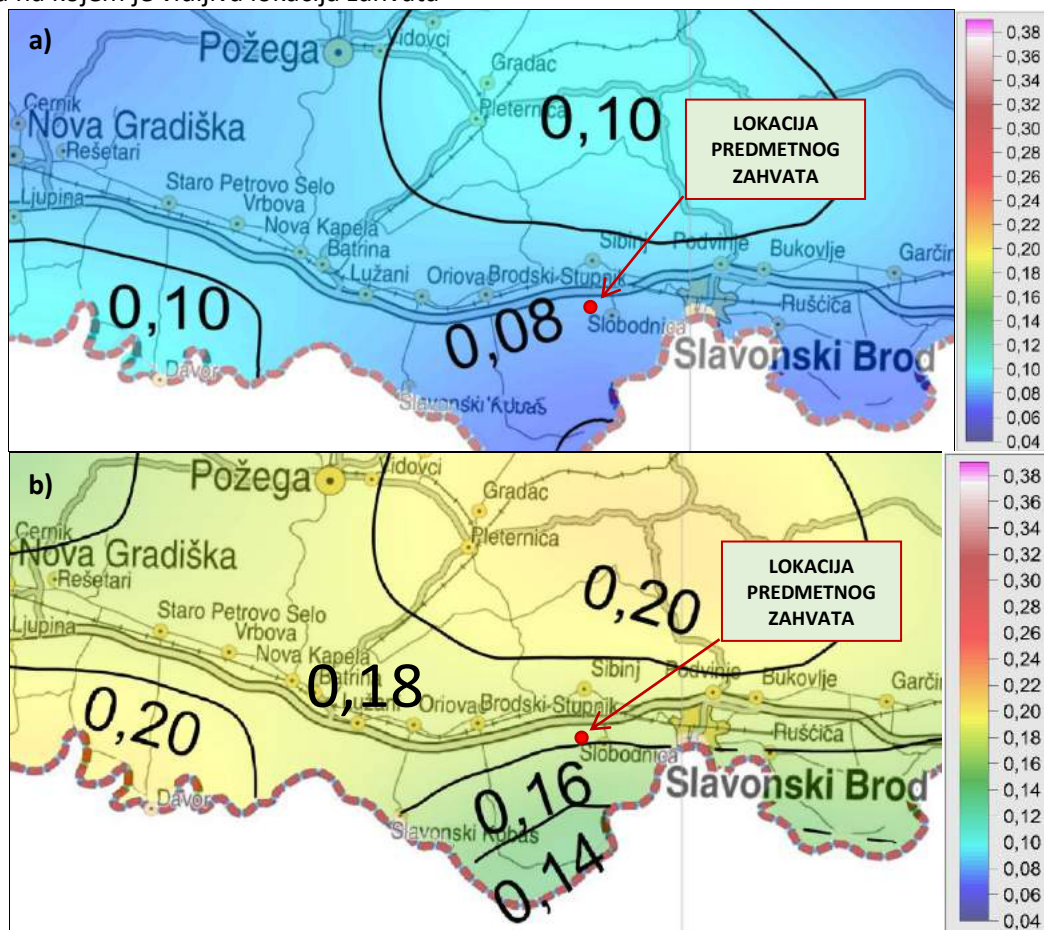 na kojem je vidljiva lokacija zahvata
a)
Požega
Vidovci
Gradac
Pleternica
0,10
LOKACIJA
PREDMETNOG
ZAHVATA
Cernik
Nova Gradiška
Rešetari
Ljupina
Staro Petrovo Selo
Vrbova
Nova Kapela
Batrina
Lužani
Oriovac
Brodski Stupnik
Sibinj
Podvinje
Bukovlje
Garčin
0,10
0,08
Slobodnica
Ruščica
Davor
Slavonski Brod
Slavonski Kobaš
0,38
0,36
0,34
0,32
0,30
0,28
0,26
0,24
0,22
0,20
0,18
0,16
0,14
0,12
0,10
0,08
0,06
0,04
b)
Požega
Vidovci
Gradac
Pleternica
0,20
LOKACIJA
PREDMETNOG
ZAHVATA
Cernik
Nova Gradiška
Rešetari
Ljupina
Staro Petrovo Selo
Vrbova
Nova Kapela
Batrina
0,18
Lužani
Oriovac
Brodski Stupnik
Sibinj
Podvinje
Bukovlje
Garčin
0,20
Ruščica
Slobodnica
Davor
0,16
Slavonski Brod
Slavonski Kobaš
0,14
0,38
0,36
0,34
0,32
0,30
0,28
0,26
0,24
0,22
0,20
0,18
0,16
0,14
0,12
0,10
0,08
0,06
0,04